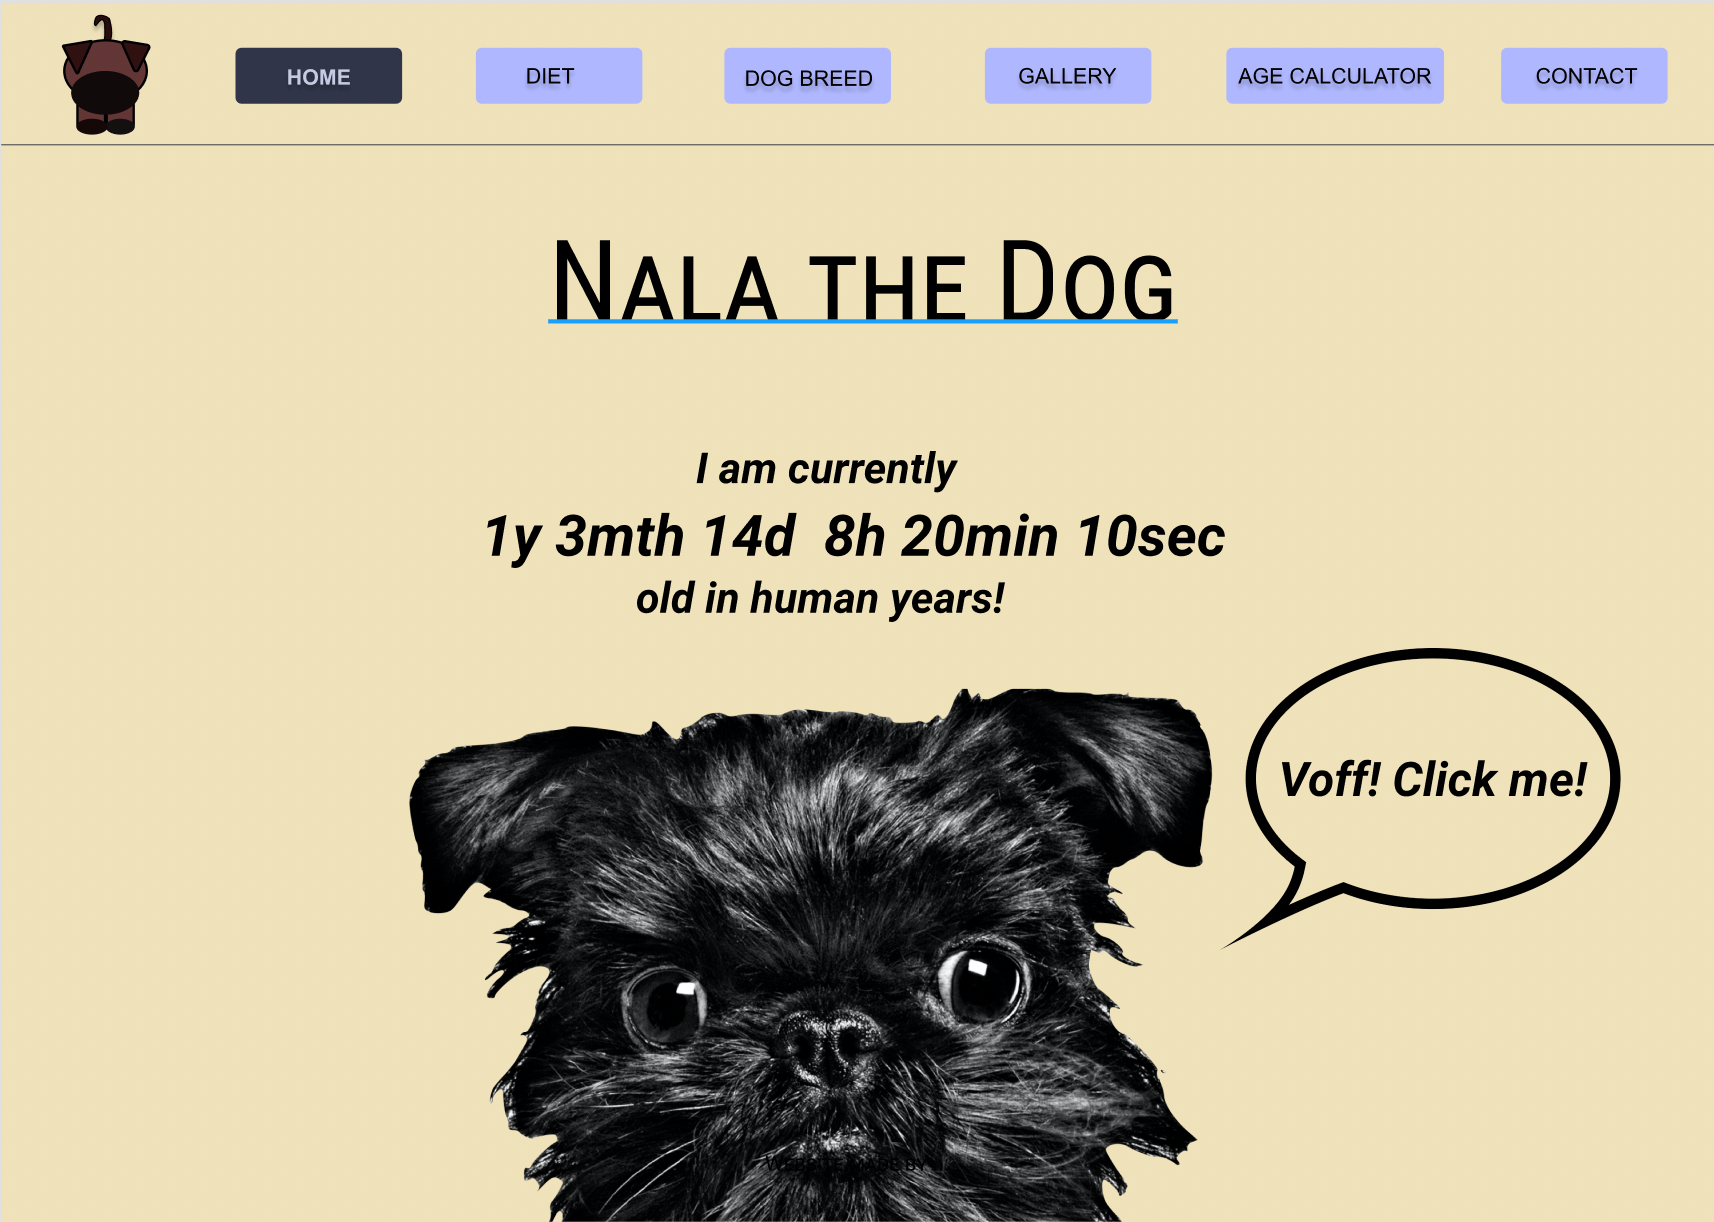 HOME
DIET
DOG BREED
GALLERY
AGE CALCULATOR
CONTACT
Nala the Dog
I am currently
1y 3mth 14d 8h 20min 10sec
old in human years!
Voff! Click me!